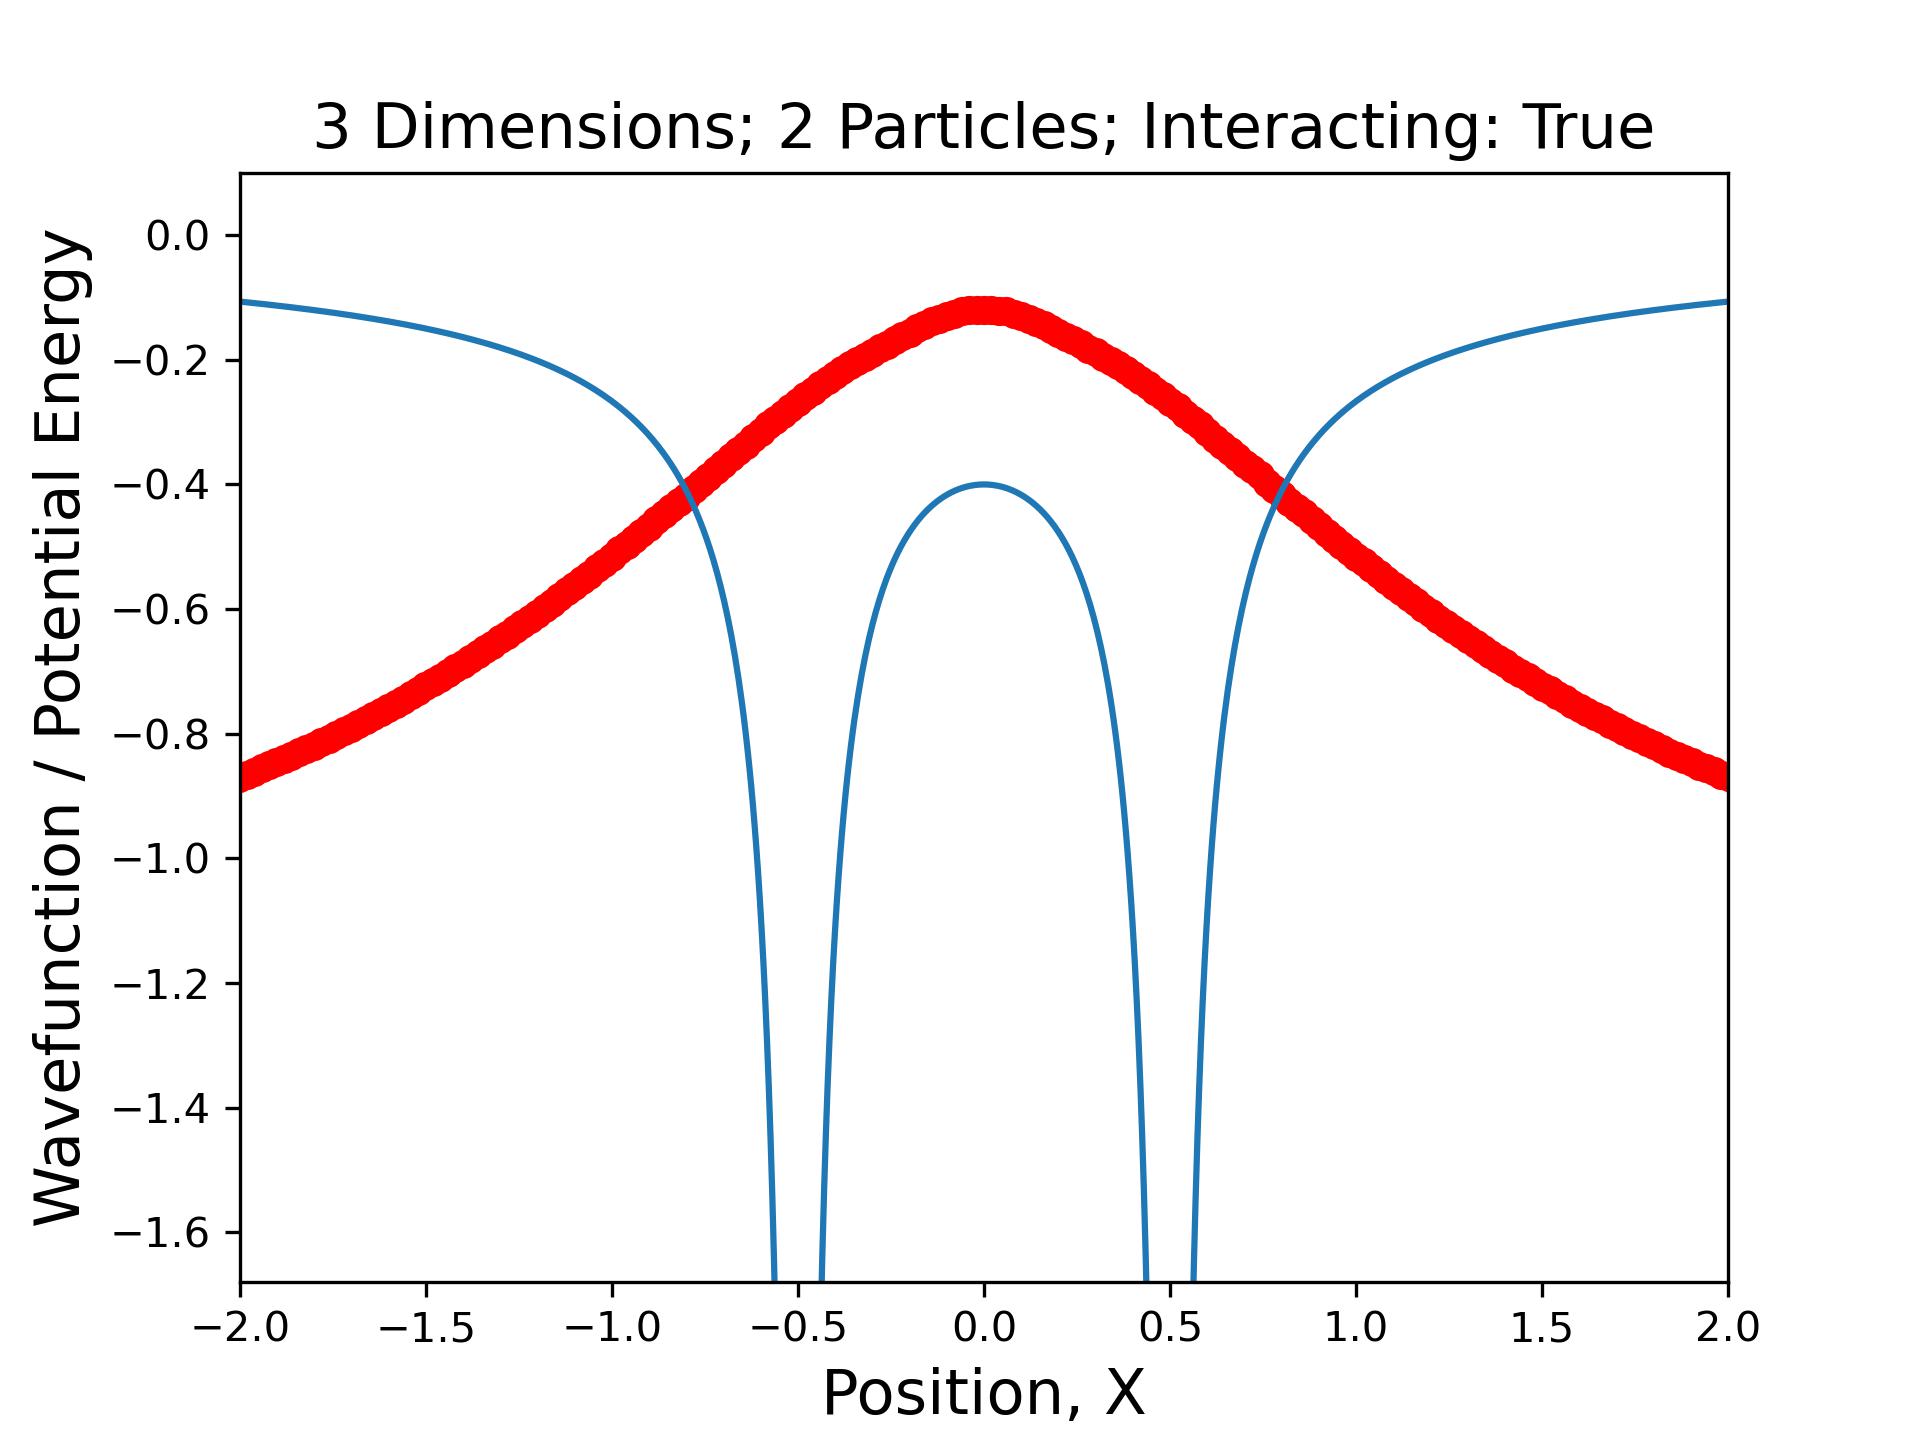 3 Dimensions; 2 Particles; Interacting: True
Wavefunction / Potential Energy
0.0
−0.2
−0.4
−0.6
−0.8
−1.0
−1.2
−1.4
−1.6
−2.0 −1.5 −1.0 −0.5 0.0 0.5 1.0 1.5 2.0
Position, X